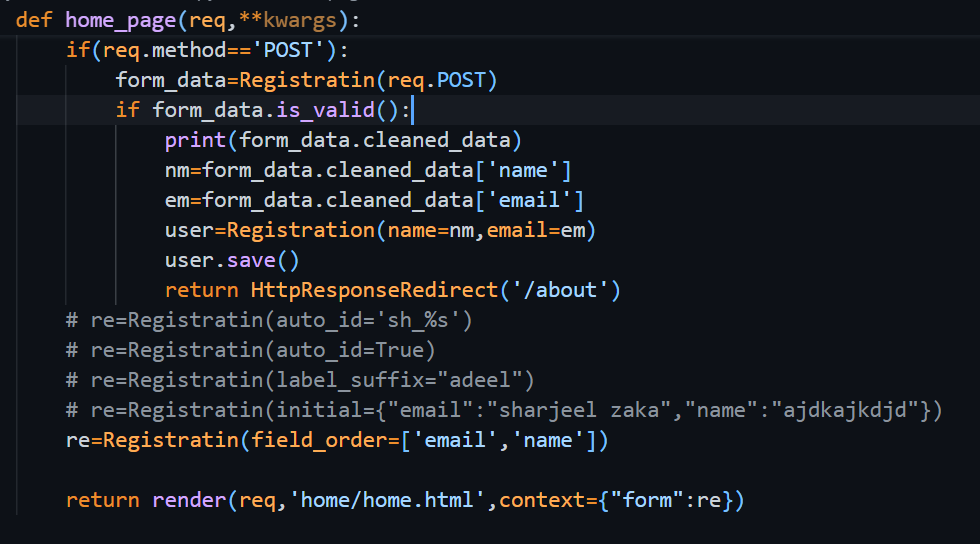 def home_page(req,**kwargs):
if(req.method=='POST'):
form_data=Registratin(req.POST)
if form_data.is_valid():
print(form_data.cleaned_data)
nm=form_data.cleaned_data['name']
em=form_data.cleaned_data['email']
user=Registration(name=nm,email=em)
user.save()
return HttpResponseRedirect('/about')
# re=Registratin(auto_id='sh_%s')
# re=Registratin(auto_id=True)
# re=Registratin(label_suffix="adeel")
# re=Registratin(initial={"email":"sharjeel zaka","name":"ajdkajkdjd"})
re=Registratin(field_order=['email','name'])
return render(req,'home/home.html',context={"form":re})